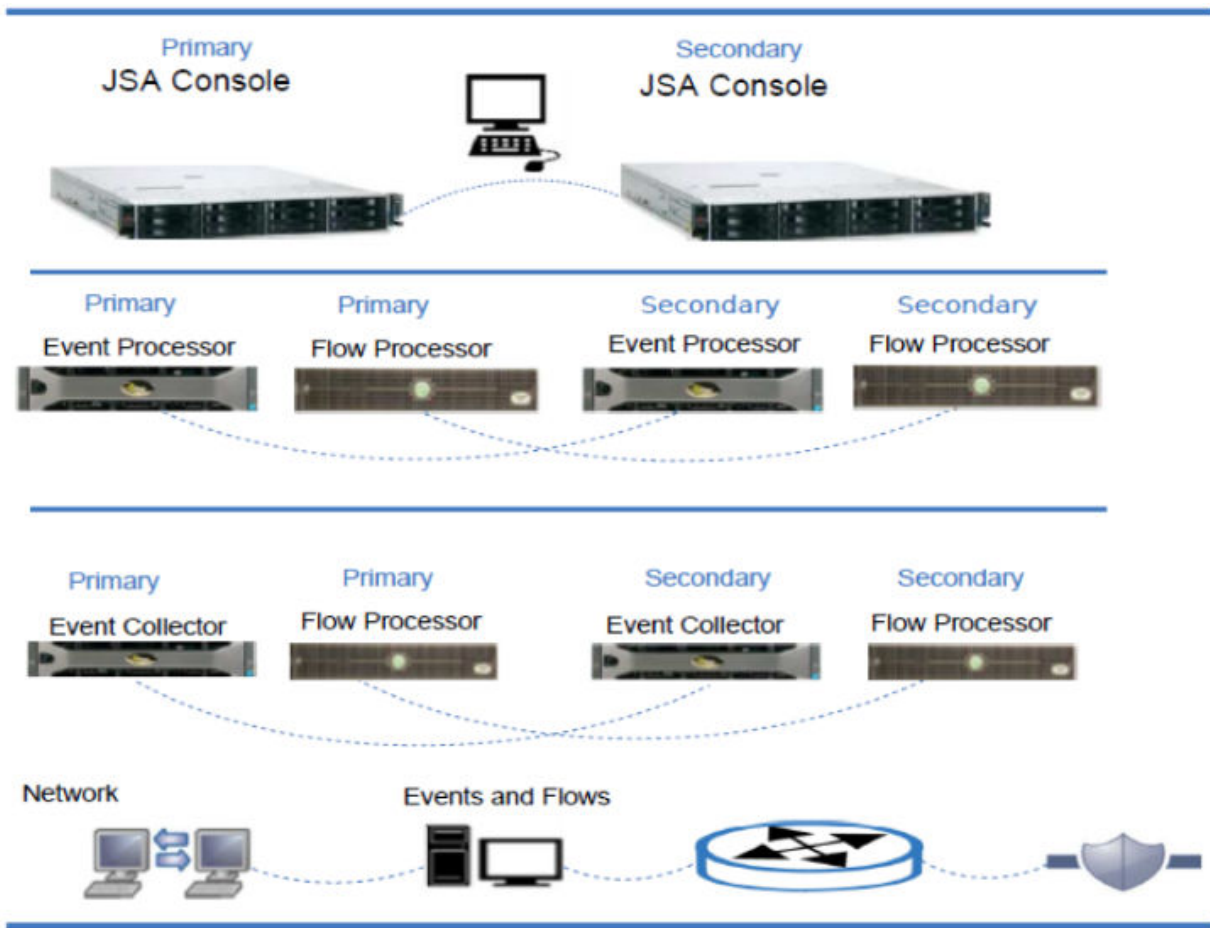 Primary
JSA Console
Secondary
JSA Console
Primary
Event Processor
Primary
Flow Processor
Secondary
Event Processor
Secondary
Flow Processor
Primary
Event Collector
Primary
Flow Processor
Secondary
Event Collector
Secondary
Flow Processor
Network
Events and Flows